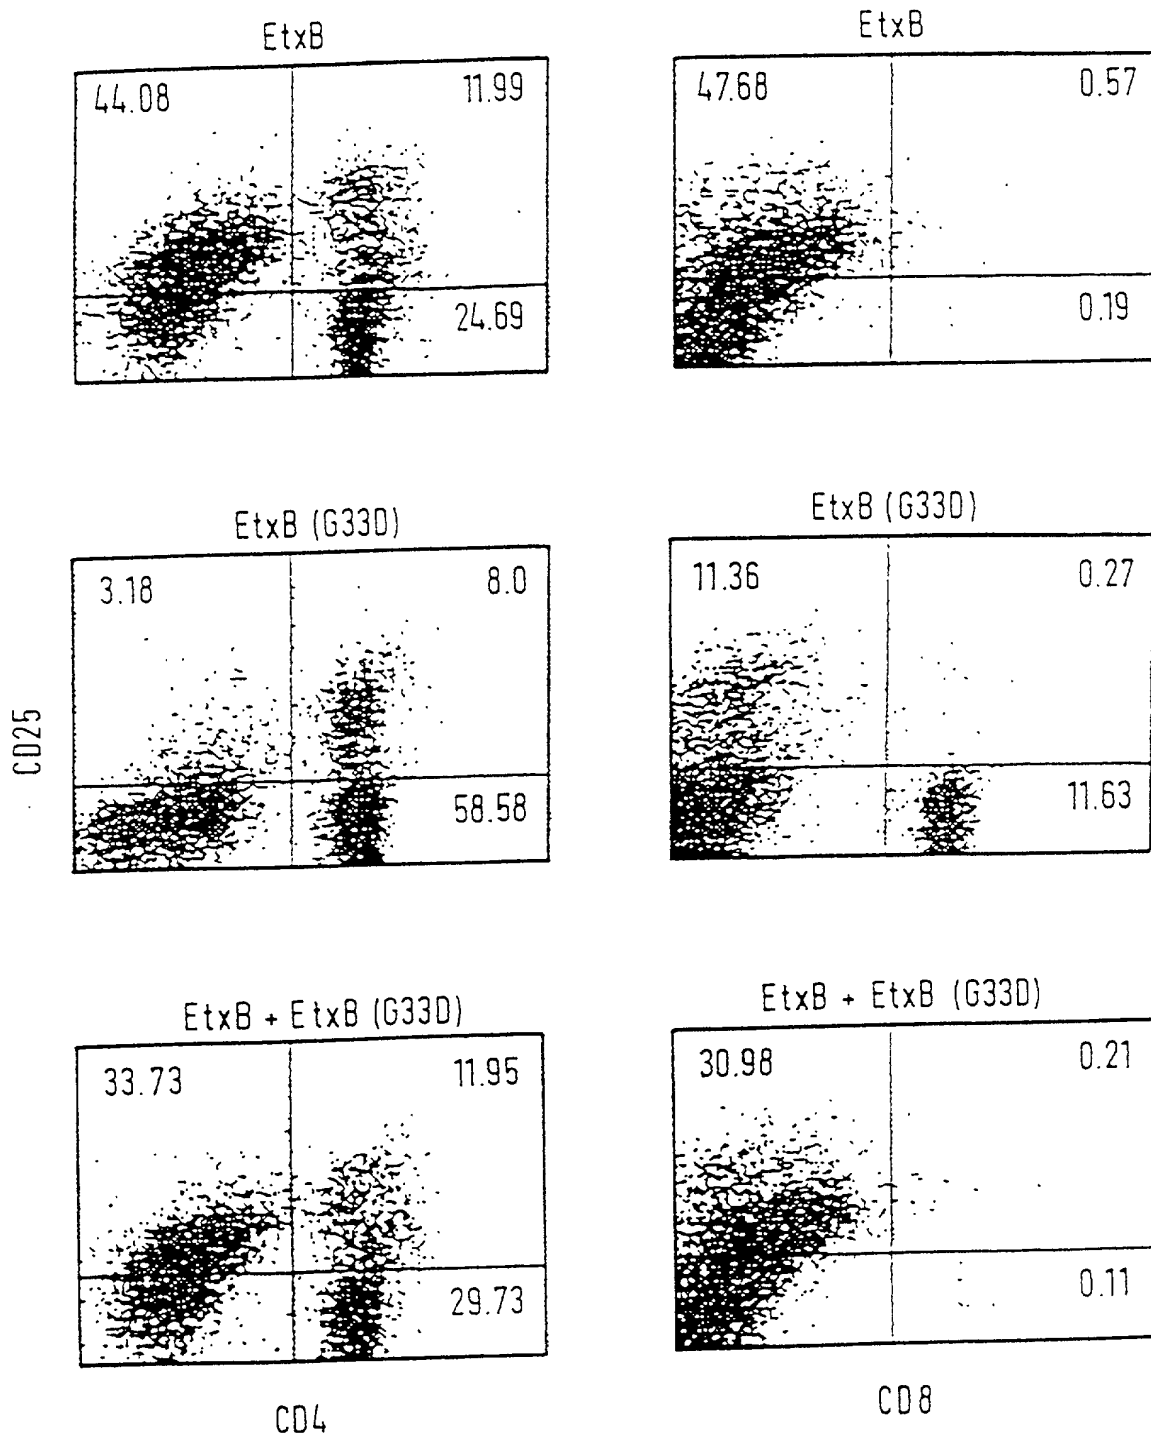 EtxB
EtxB
44.08
11.99
47.68
0.57
24.69
0.19
EtxB (G33D)
EtxB (G33D)
3.18
8.0
11.36
0.27
CD25
58.58
11.63
EtxB + EtxB (G33D)
EtxB + EtxB (G33D)
33.73
11.95
30.98
0.21
29.73
0.11
CD4
CD8